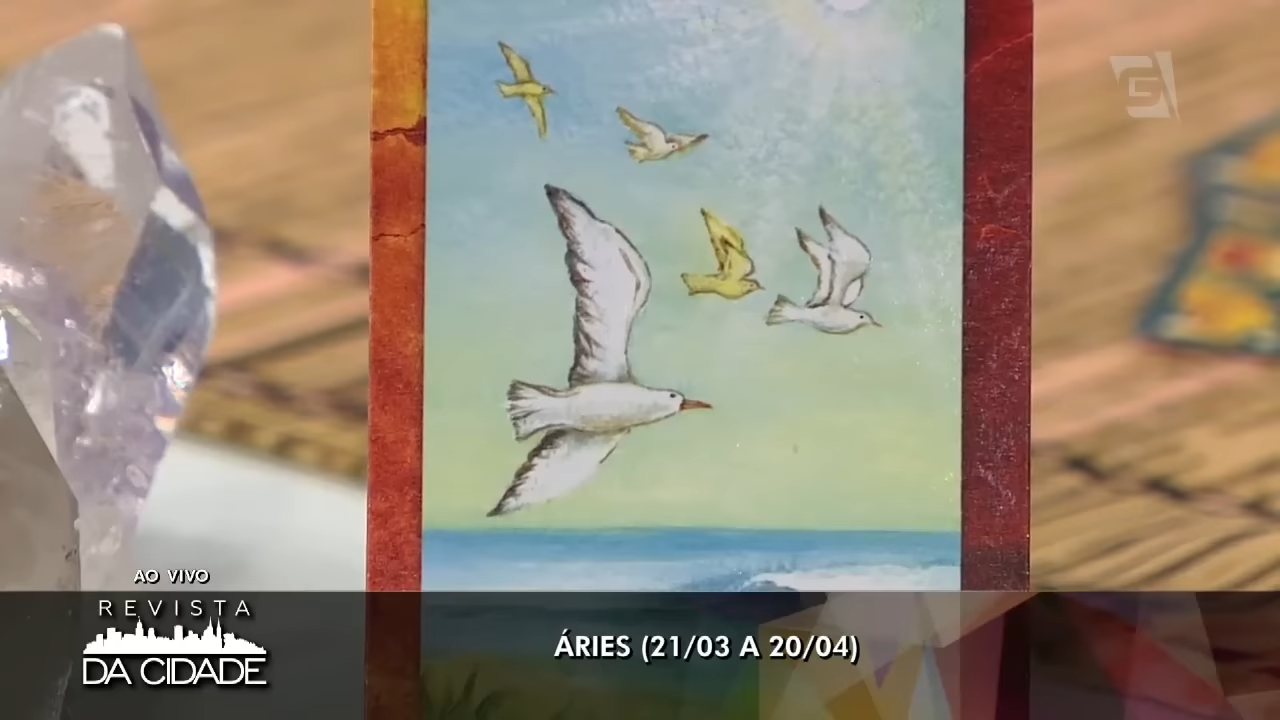 AO VIVO
REVISTA
DA CIDADE
ÁRIES (21/03 A 20/04)